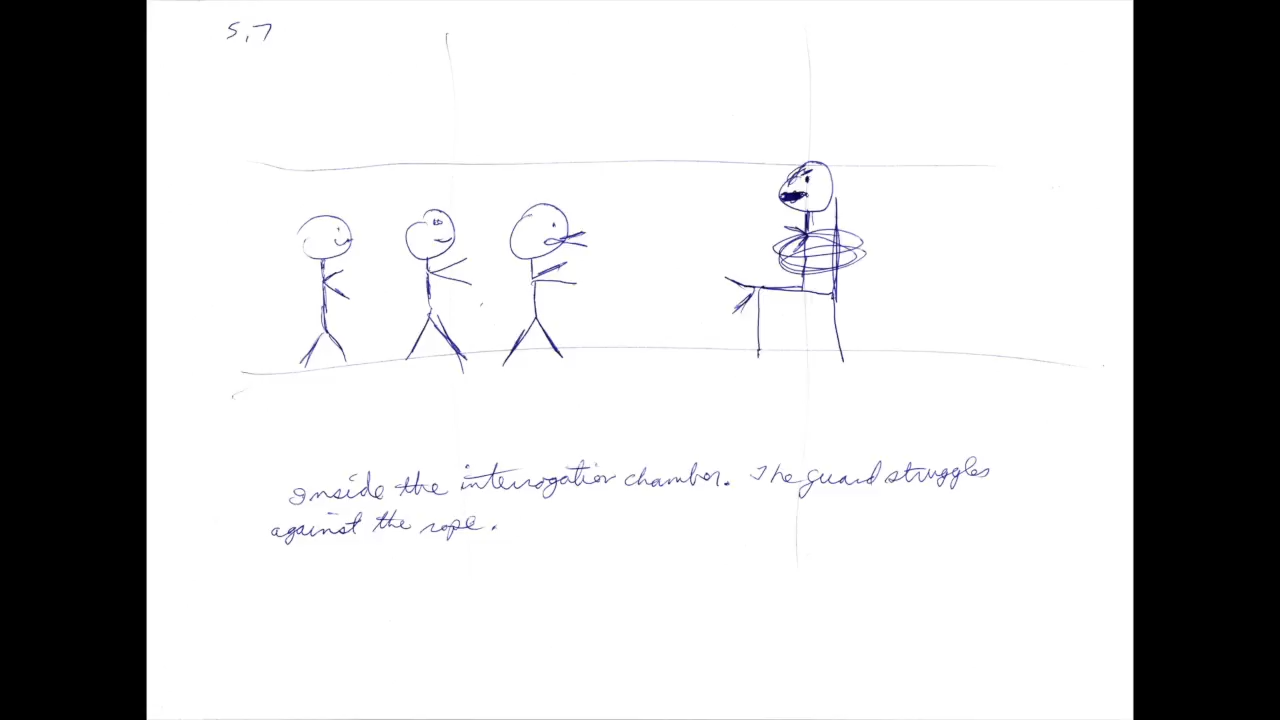 5,7
Inside the interrogation chamber. The guard struggles
against the rope.